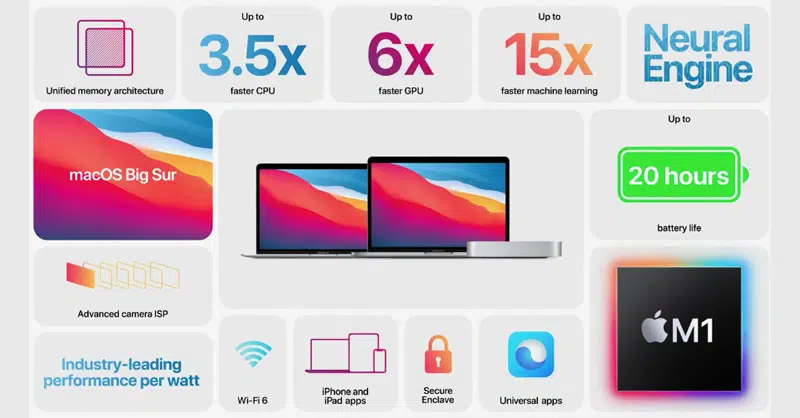 Unified memory architecture
Up to
3.5x
faster CPU
Up to
6x
faster GPU
Up to
15x
faster machine learning
Neural
Engine
macOS Big Sur
Up to
20 hours
battery life
Advanced camera ISP
Industry-leading
performance per watt
Wi-Fi 6
iPhone and
iPad apps
Secure
Enclave
Universal apps
M1